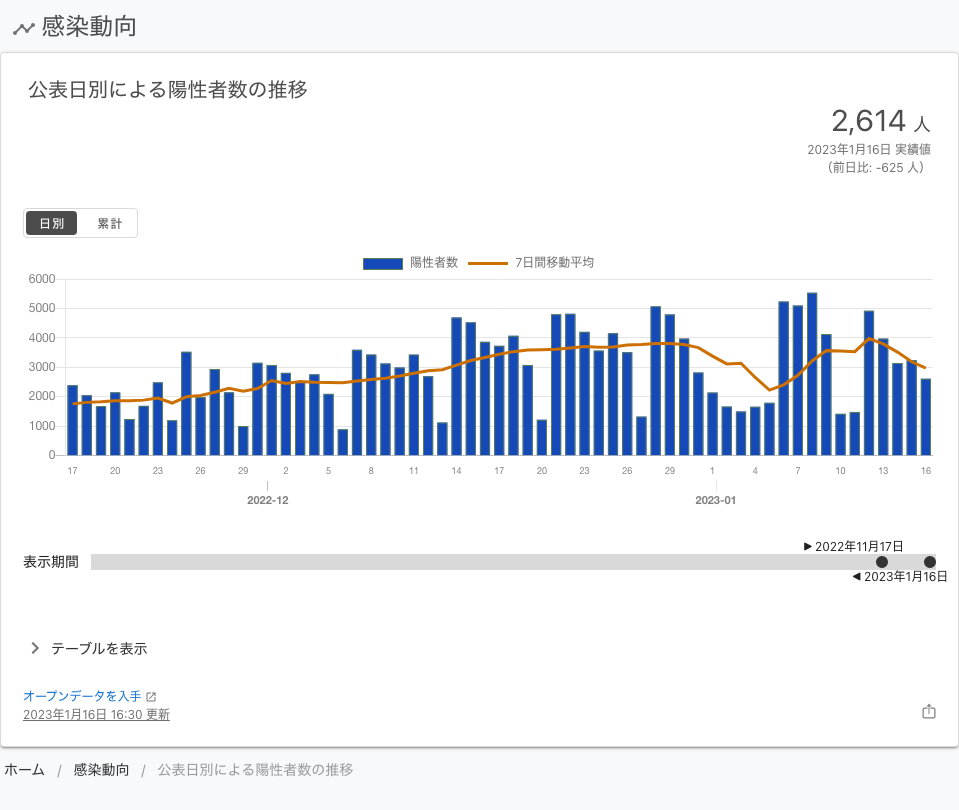 感染動向
公表日別による陽性者数の推移
2,614 人
2023年1月16日 実績値
（前日比: -625 人）
日別 累計
陽性者数 7日間移動平均
6000
5000
4000
3000
2000
1000
0
17 20 23 26 29 2 5 8 11 14 17 20 23 26 29 1 4 7 10 13 16
2022-12 2023-01
2022年11月17日
表示期間
2023年1月16日
テーブルを表示
オープンデータを入手
2023年1月16日 16:30 更新
ホーム / 感染動向 / 公表日別による陽性者数の推移